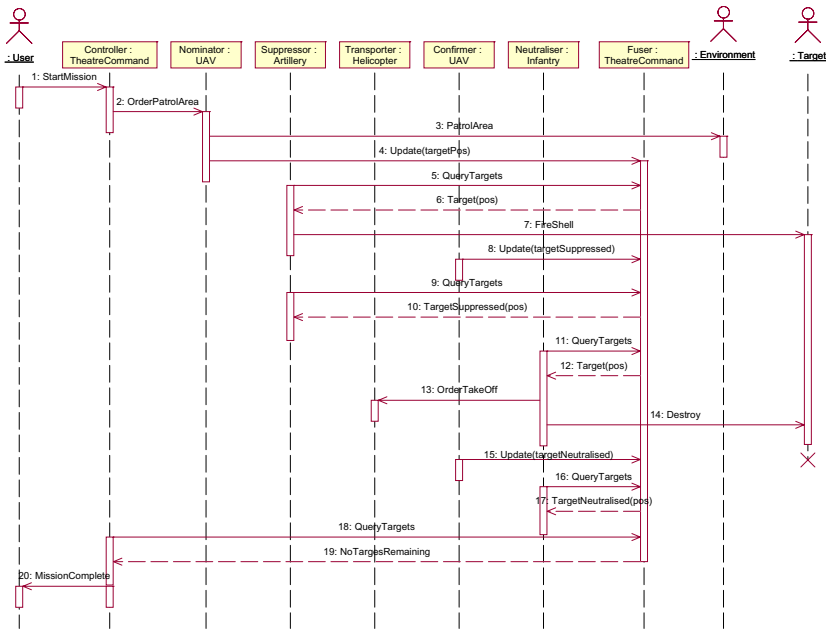 : User
Controller :
TheatreCommand
Nominator :
UAV
Suppressor :
Artillery
Transporter :
Helicopter
Confirmer :
UAV
Neutraliser :
Infantry
Fuser :
TheatreCommand
: Environment
: Target
1: StartMission
2: OrderPatrolArea
3: PatrolArea
4: Update(targetPos)
5: QueryTargets
6: Target(pos)
7: FireShell
8: Update(targetSuppressed)
9: QueryTargets
10: TargetSuppressed(pos)
11: QueryTargets
12: Target(pos)
13: OrderTakeOff
14: Destroy
15: Update(targetNeutralised)
16: QueryTargets
17: TargetNeutralised(pos)
18: QueryTargets
19: NoTargesRemaining
20: MissionComplete